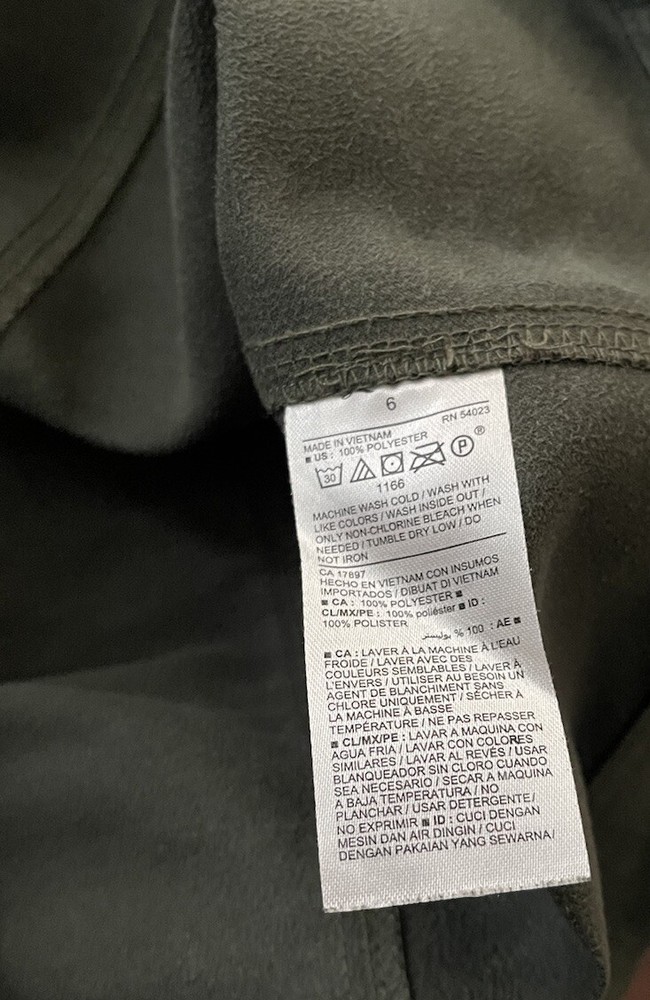 6
RN 54023
MADE IN VIETNAM
■ US : 100% POLYESTER
30 P ®
1166
MACHINE WASH COLD / WASH WITH
LIKE COLORS / WASH INSIDE OUT /
ONLY NON-CHLORINE BLEACH WHEN
NEEDED / TUMBLE DRY LOW / DO
NOT IRON
CA 17897
HECHO EN VIETNAM CON INSUMOS
IMPORTADOS / DIBUAT DI VIETNAM
■ CA : 100% POLYESTER ■
CL/MX/PE : 100% poliéster ■ ID :
100% POLISTER
■ AE : 100 % بوليستر
■ CA : LAVER À LA MACHINE À L'EAU
FROIDE / LAVER AVEC DES
COULEURS SEMBLABLES / LAVER À
L'ENVERS / UTILISER AU BESOIN UN
AGENT DE BLANCHIMENT SANS
CHLORE UNIQUEMENT / SÉCHER À
LA MACHINE À BASSE
TEMPÉRATURE / NE PAS REPASSER
■ CL/MX/PE : LAVAR A MAQUINA CON
AGUA FRIA / LAVAR CON COLORES
SIMILARES / LAVAR AL REVÉS / USAR
BLANQUEADOR SIN CLORO CUANDO
SEA NECESARIO / SECAR A MAQUINA
A BAJA TEMPERATURA / NO
PLANCHAR / USAR DETERGENTE /
NO EXPRIMIR ■ ID : CUCI DENGAN
MESIN DAN AIR DINGIN / CUCI
DENGAN PAKAIAN YANG SEWARNA /